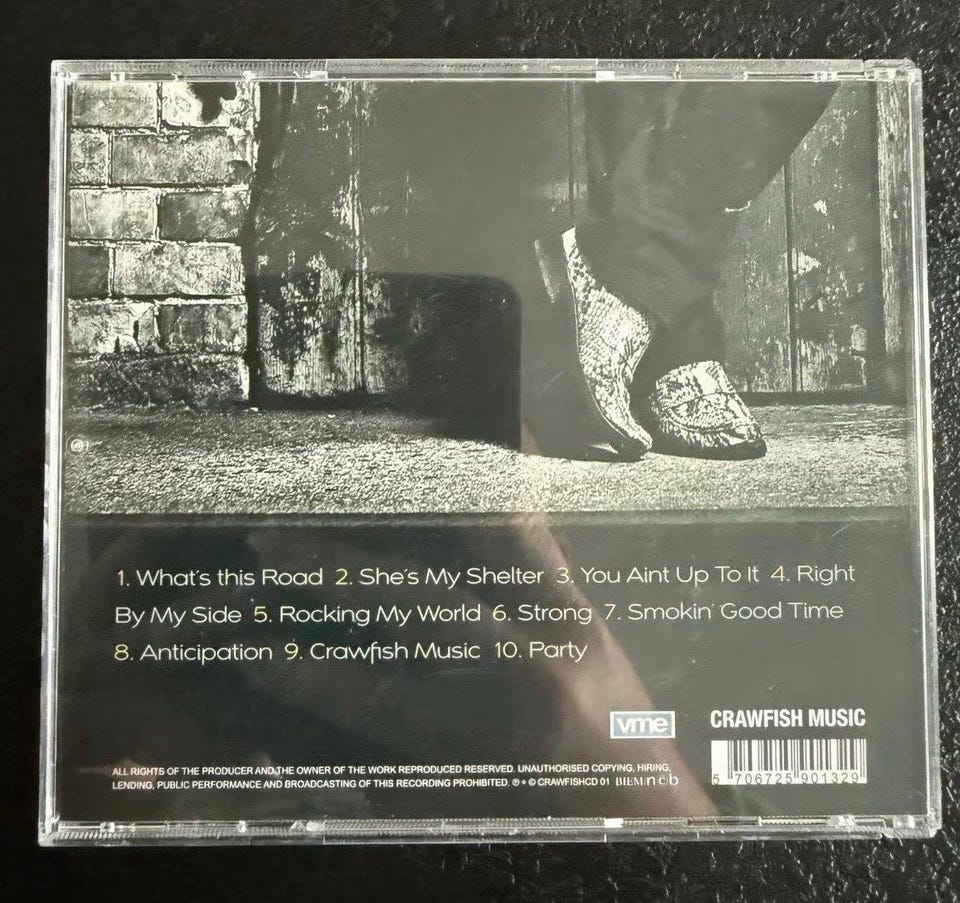 1. What's this Road 2. She's My Shelter 3. You Aint Up To It 4. Right
By My Side 5. Rocking My World 6. Strong 7. Smokin' Good Time
8. Anticipation 9. Crawfish Music 10. Party
vme
CRAWFISH MUSIC
5 706725 901329
ALL RIGHTS OF THE PRODUCER AND THE OWNER OF THE WORK REPRODUCED RESERVED. UNAUTHORISED COPYING, HIRING,
LENDING, PUBLIC PERFORMANCE AND BROADCASTING OF THIS RECORDING PROHIBITED. ℗ + © CRAWFISHCD 01 BIEM n©b